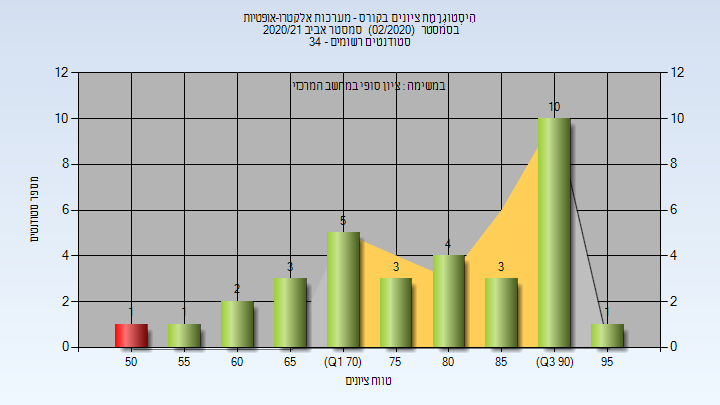 היסטוגרמת ציונים בקורס - מערכות אלקטרו-אופטיות
בסמסטר (02/2020) סמסטר אביב 2020/21
סטודנטים רשומים - 34
במשימה : ציון סופי במחשב המרכזי
12 12
10 10
8 8
6 6
4 4
2 2
0 0
מספר סטודנטים
1 1 2 3 5 3 4 3 10 1
50 55 60 65 (Q1 70) 75 80 85 (Q3 90) 95
טווח ציונים